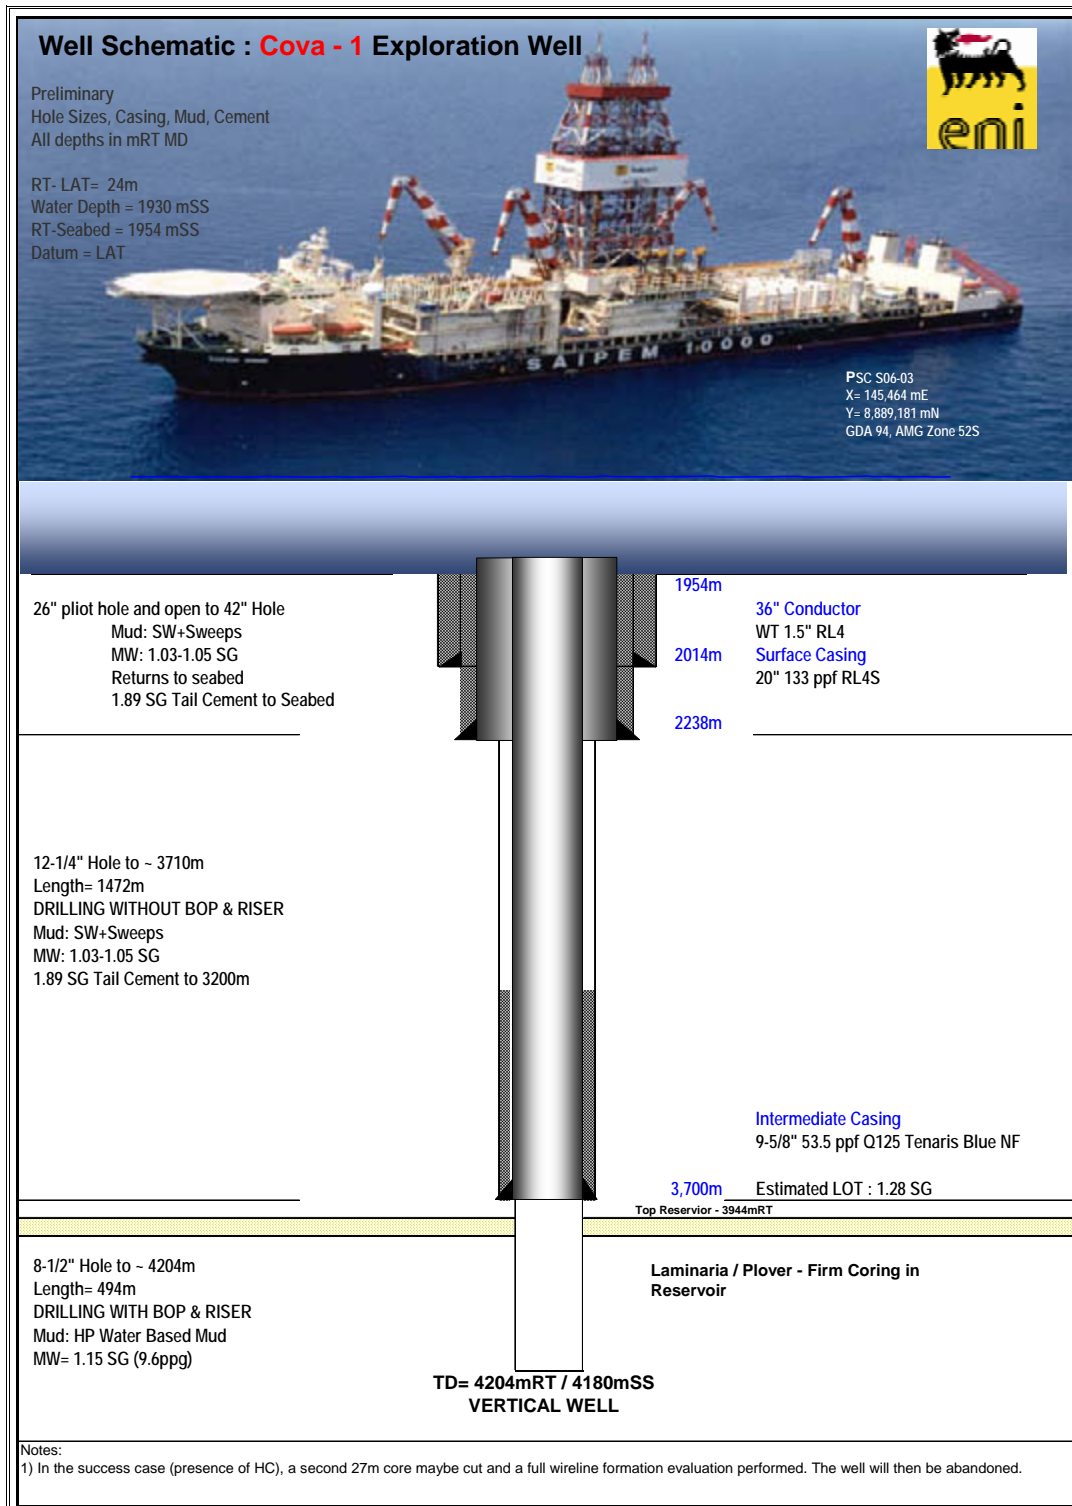 Well Schematic : Cova - 1 Exploration Well
eni
Preliminary
Hole Sizes, Casing, Mud, Cement
All depths in mRT MD
RT- LAT= 24m
Water Depth = 1930 mSS
RT-Seabed = 1954 mSS
Datum = LAT
SAIPEM 10000
PSC S06-03
X= 145,464 mE
Y= 8,889,181 mN
GDA 94, AMG Zone 52S
1954m
26" pliot hole and open to 42" Hole
Mud: SW+Sweeps
MW: 1.03-1.05 SG
Returns to seabed
1.89 SG Tail Cement to Seabed
36" Conductor
WT 1.5" RL4
2014m
Surface Casing
20" 133 ppf RL4S
2238m
12-1/4" Hole to ~ 3710m
Length= 1472m
DRILLING WITHOUT BOP & RISER
Mud: SW+Sweeps
MW: 1.03-1.05 SG
1.89 SG Tail Cement to 3200m
Intermediate Casing
9-5/8" 53.5 ppf Q125 Tenaris Blue NF
3,700m
Estimated LOT : 1.28 SG
Top Reservior - 3944mRT
8-1/2" Hole to ~ 4204m
Length= 494m
DRILLING WITH BOP & RISER
Mud: HP Water Based Mud
MW= 1.15 SG (9.6ppg)
Laminaria / Plover - Firm Coring in
Reservoir
TD= 4204mRT / 4180mSS
VERTICAL WELL
Notes:
1) In the success case (presence of HC), a second 27m core maybe cut and a full wireline formation evaluation performed. The well will then be abandoned.